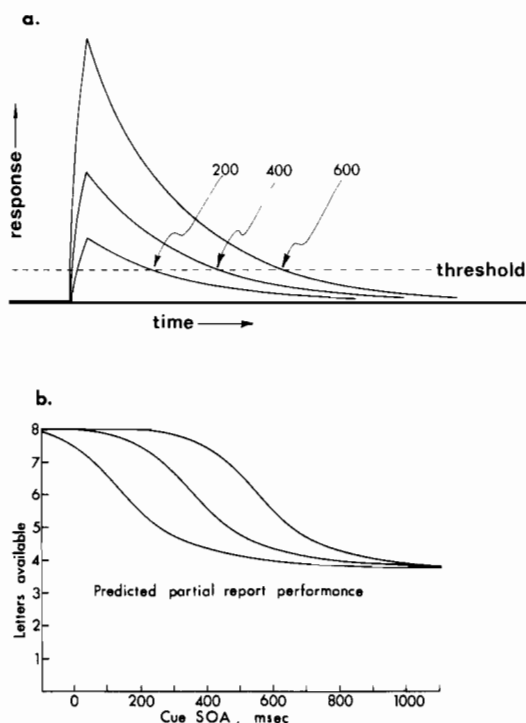 a.
response
200 400 600
threshold
time
b.
8
7
6
5
4
3
2
1
Letters available
Predicted partial report performance
0 200 400 600 800 1000
Cue SOA, msec